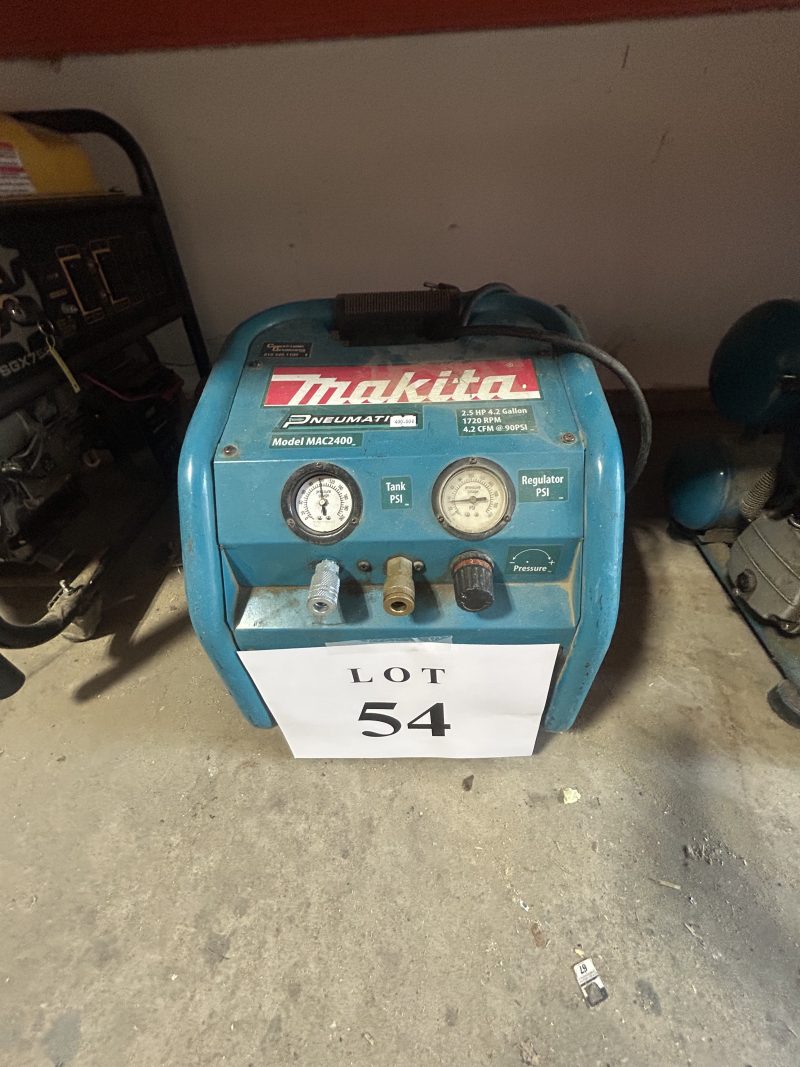 makita
PNEUMATIC
2.5 HP 4.2 Gallon
1720 RPM
4.2 CFM @ 90PSI
Model MAC2400
Tank
PSI
Regulator
PSI
Pressure
LOT
54